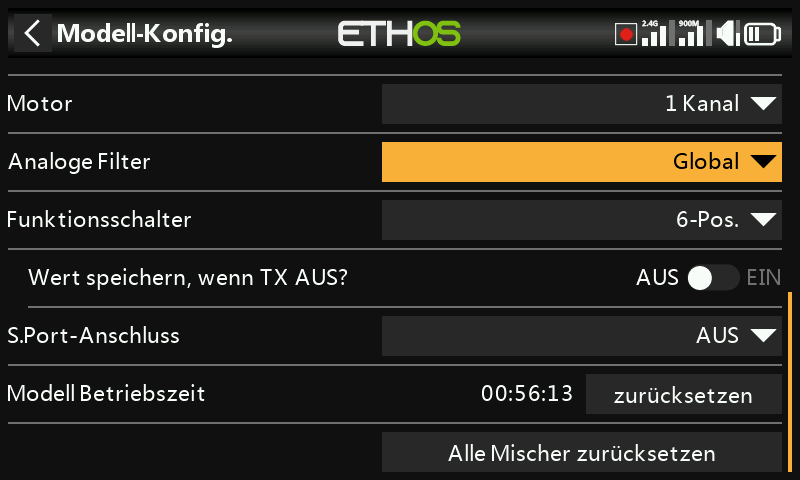 Modell-Konfig.
ETHOS
2.4G
900M
Motor
1 Kanal
Analoge Filter
Global
Funktionsschalter
6-Pos.
Wert speichern, wenn TX AUS?
AUS
EIN
S.Port-Anschluss
AUS
Modell Betriebszeit
00:56:13
zurücksetzen
Alle Mischer zurücksetzen